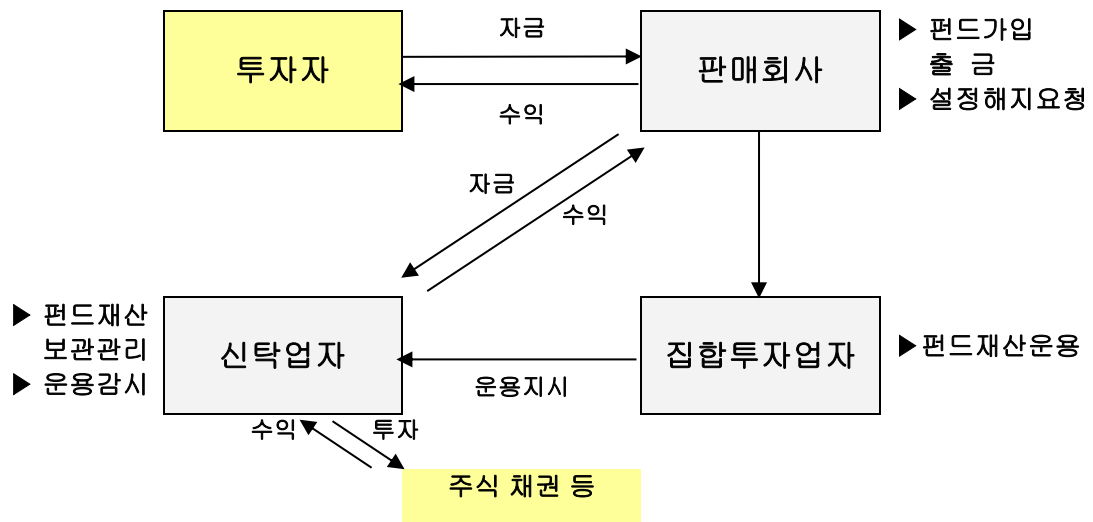 자금
투자자
판매회사
▶ 펀드가입
출 금
▶ 설정해지요청
수익
자금
수익
▶ 펀드재산
보관관리
▶ 운용감시
신탁업자
집합투자업자
▶펀드재산운용
운용지시
수익
투자
주식 채권 등